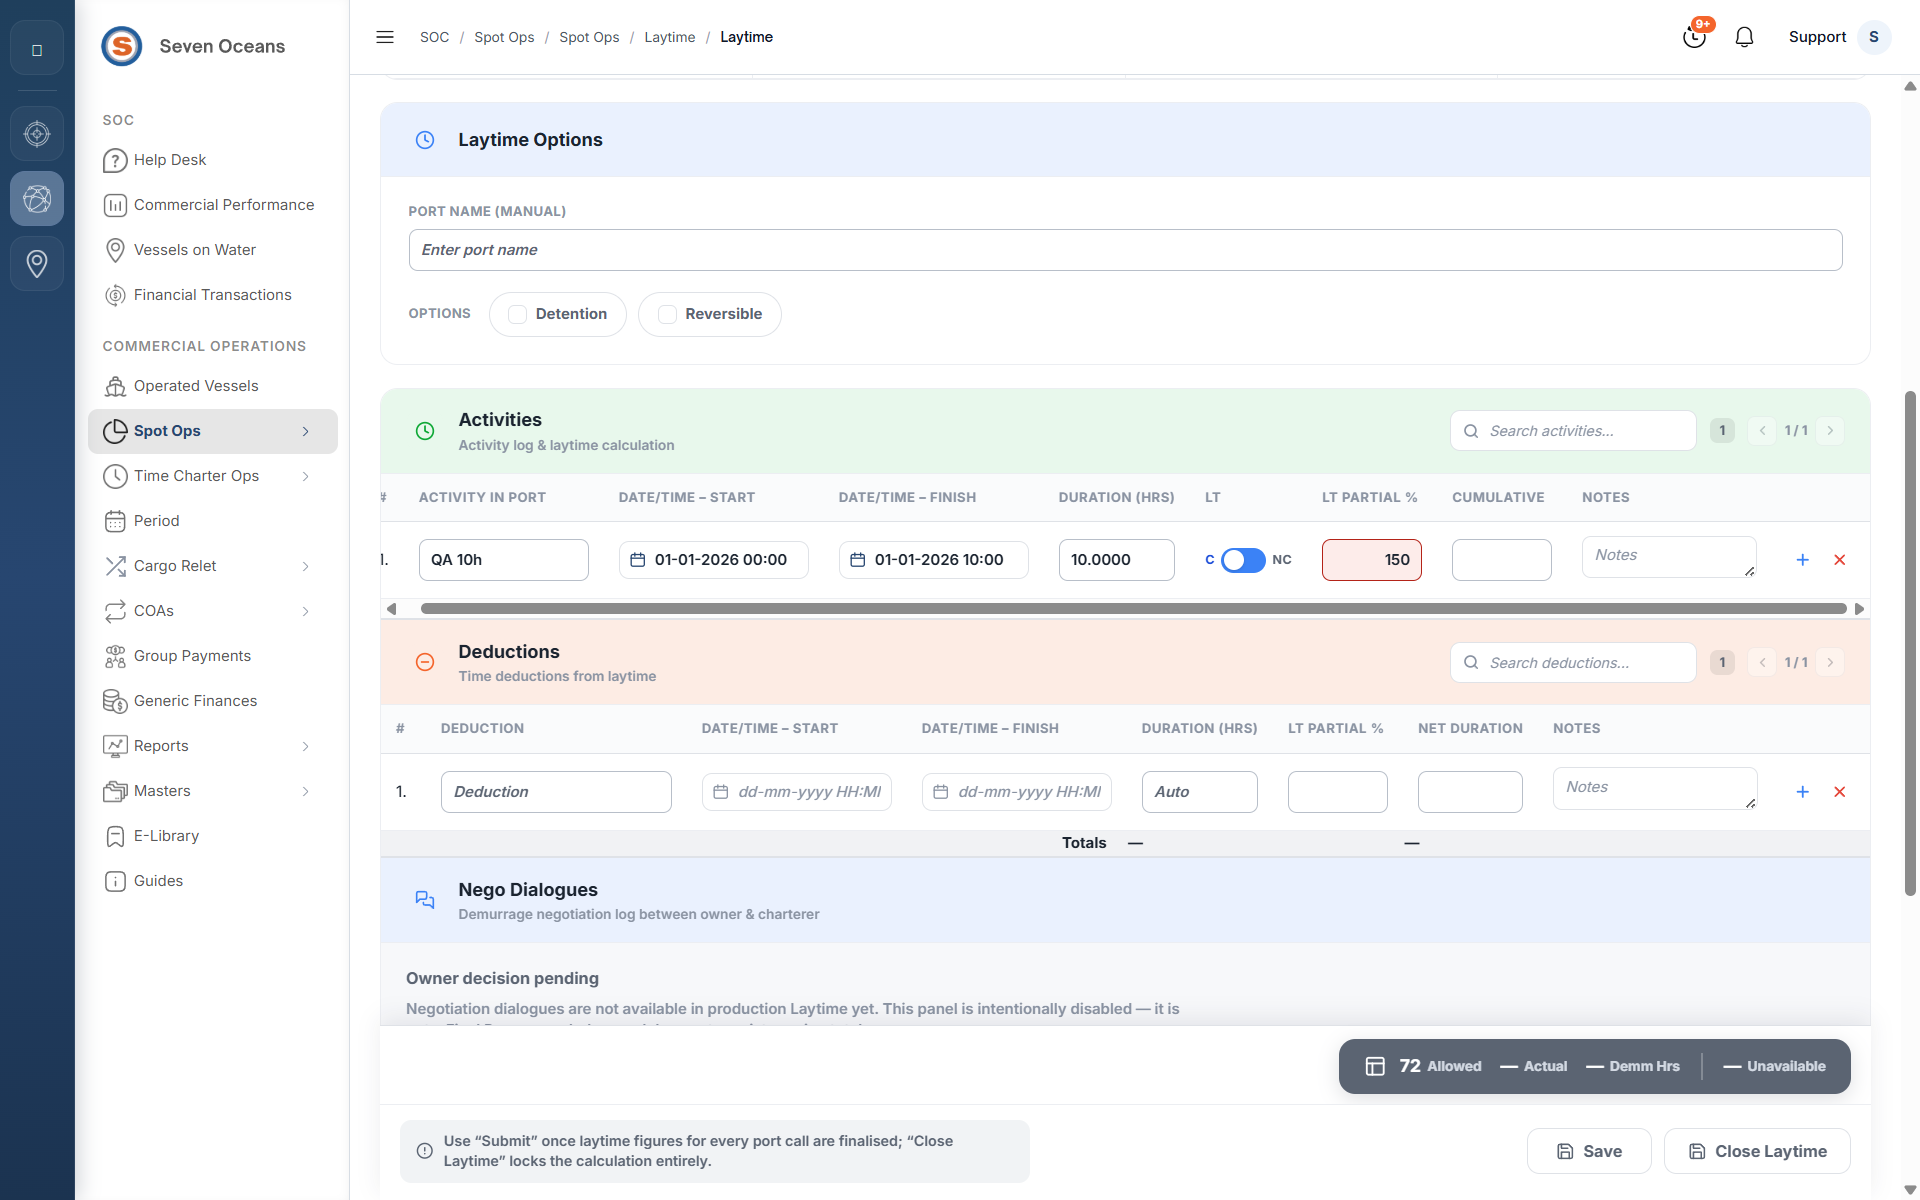 Seven Oceans
SOC / Spot Ops / Spot Ops / Laytime / Laytime
9+
Support
S
SOC
Help Desk
Commercial Performance
Vessels on Water
Financial Transactions
COMMERCIAL OPERATIONS
Operated Vessels
Spot Ops
Time Charter Ops
Period
Cargo Relet
COAs
Group Payments
Generic Finances
Reports
Masters
E-Library
Guides
Laytime Options
PORT NAME (MANUAL)
Enter port name
OPTIONS
Detention
Reversible
Activities
Activity log & laytime calculation
Search activities...
1
1 / 1
# ACTIVITY IN PORT DATE/TIME – START DATE/TIME – FINISH DURATION (HRS) LT LT PARTIAL % CUMULATIVE NOTES
1. QA 10h 01-01-2026 00:00 01-01-2026 10:00 10.0000 C NC 150 Notes
Deductions
Time deductions from laytime
Search deductions...
1
1 / 1
# DEDUCTION DATE/TIME – START DATE/TIME – FINISH DURATION (HRS) LT PARTIAL % NET DURATION NOTES
1. Deduction dd-mm-yyyy HH:MI dd-mm-yyyy HH:MI Auto Notes
Totals — —
Nego Dialogues
Demurrage negotiation log between owner & charterer
Owner decision pending
Negotiation dialogues are not available in production Laytime yet. This panel is intentionally disabled — it is
72 Allowed — Actual — Demm Hrs — Unavailable
Use “Submit” once laytime figures for every port call are finalised; “Close
Laytime” locks the calculation entirely.
Save
Close Laytime